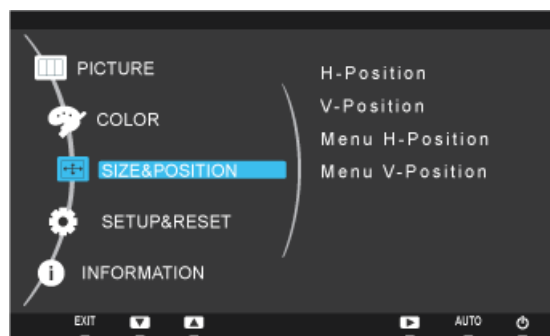 PICTURE
COLOR
SIZE&POSITION
SETUP&RESET
INFORMATION
H-Position
V-Position
Menu H-Position
Menu V-Position
EXIT
AUTO